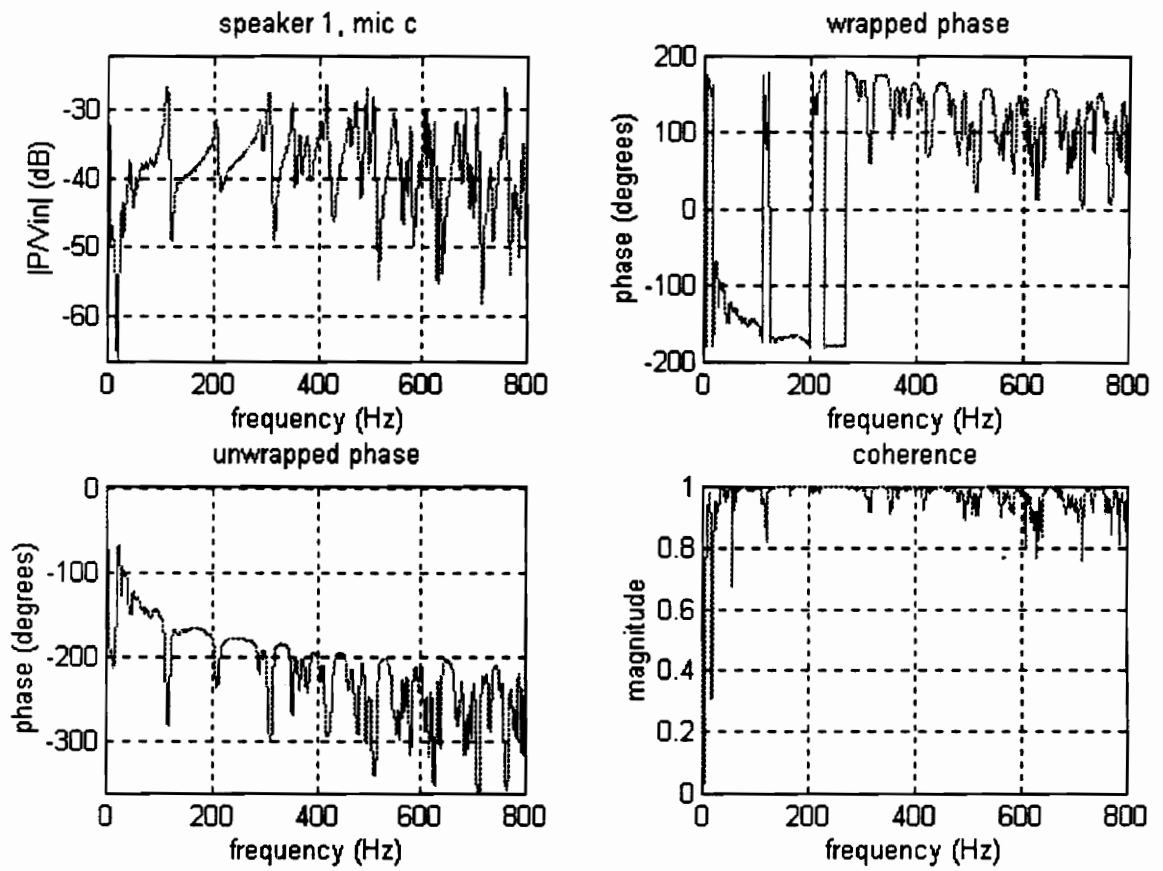 speaker 1, mic c
|P/Vin| (dB)
-30
-40
-50
-60
0 200 400 600 800
frequency (Hz)
wrapped phase
phase (degrees)
200
100
0
-100
-200
0 200 400 600 800
frequency (Hz)
unwrapped phase
phase (degrees)
0
-100
-200
-300
0 200 400 600 800
frequency (Hz)
coherence
magnitude
1
0.8
0.6
0.4
0.2
0
0 200 400 600 800
frequency (Hz)